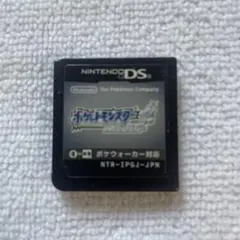 NINTENDO DS
Nintendo
The Pokémon Company
ポケットモンスター
ポケウォーカー対応
NTR-IPGJ-JPN